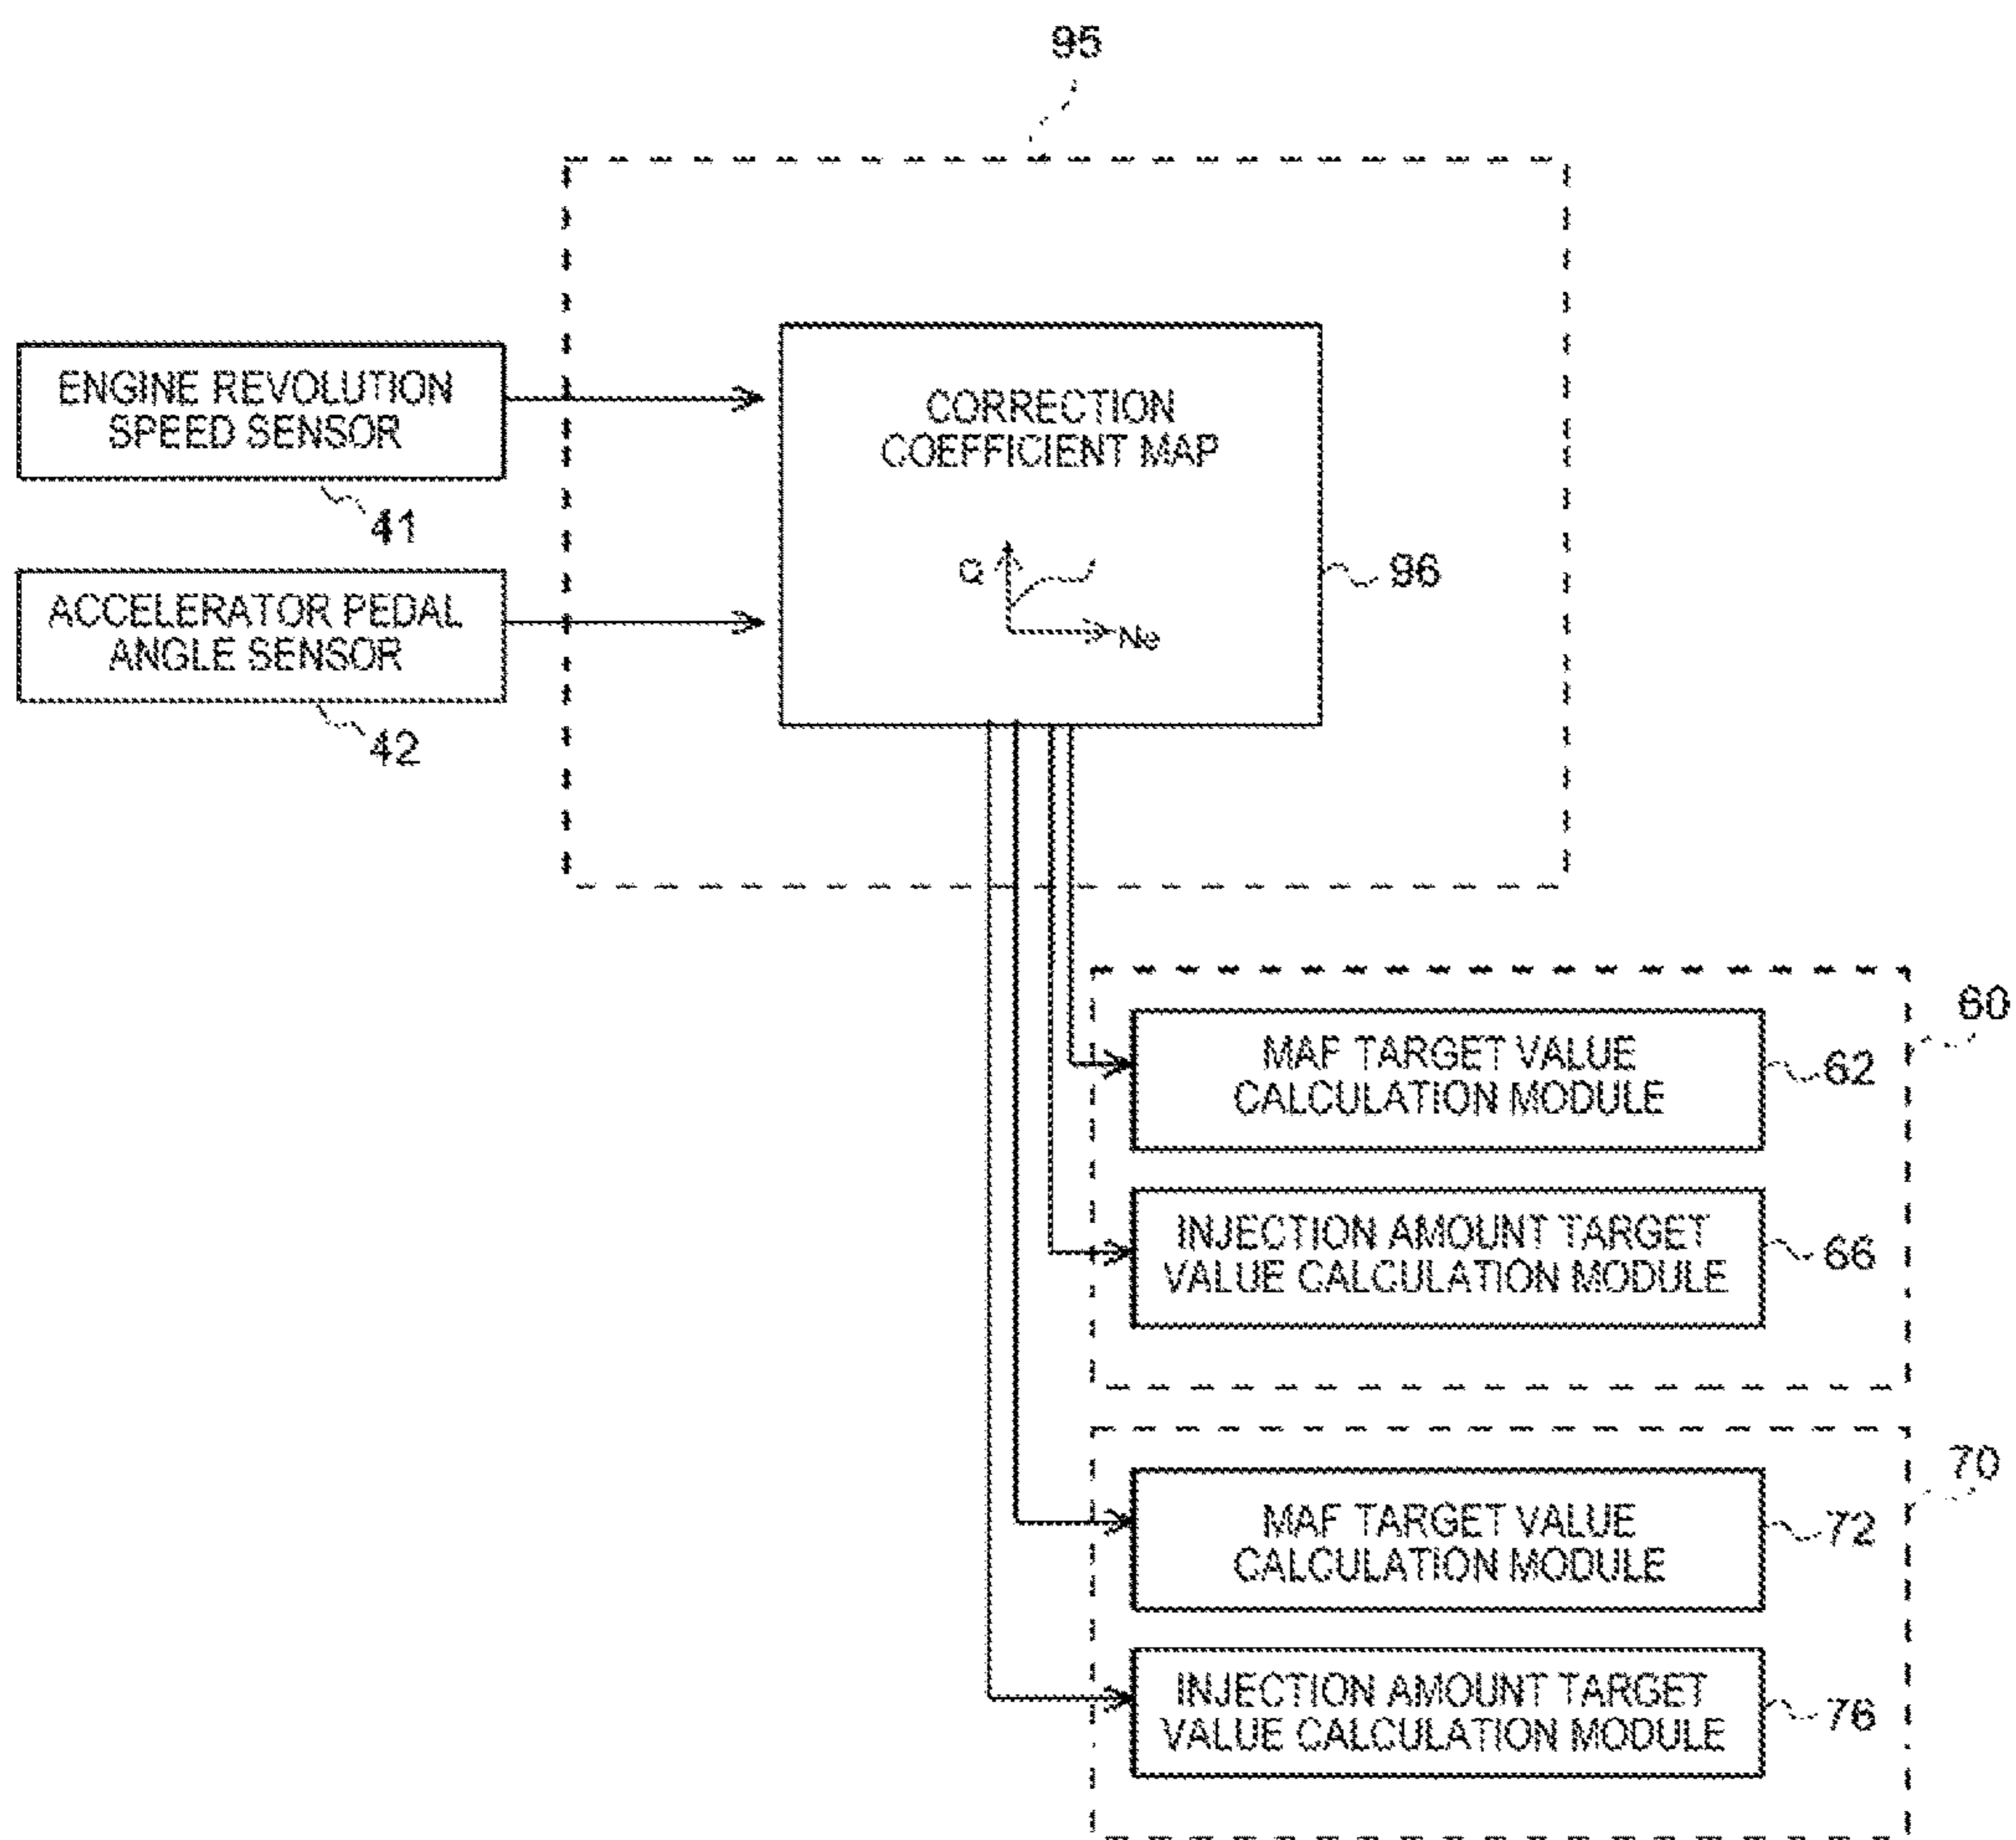 95
ENGINE REVOLUTION
SPEED SENSOR
41
ACCELERATOR PEDAL
ANGLE SENSOR
42
CORRECTION
COEFFICIENT MAP
Q
Ne
96
60
MAF TARGET VALUE
CALCULATION MODULE
62
INJECTION AMOUNT TARGET
VALUE CALCULATION MODULE
66
70
MAF TARGET VALUE
CALCULATION MODULE
72
INJECTION AMOUNT TARGET
VALUE CALCULATION MODULE
76